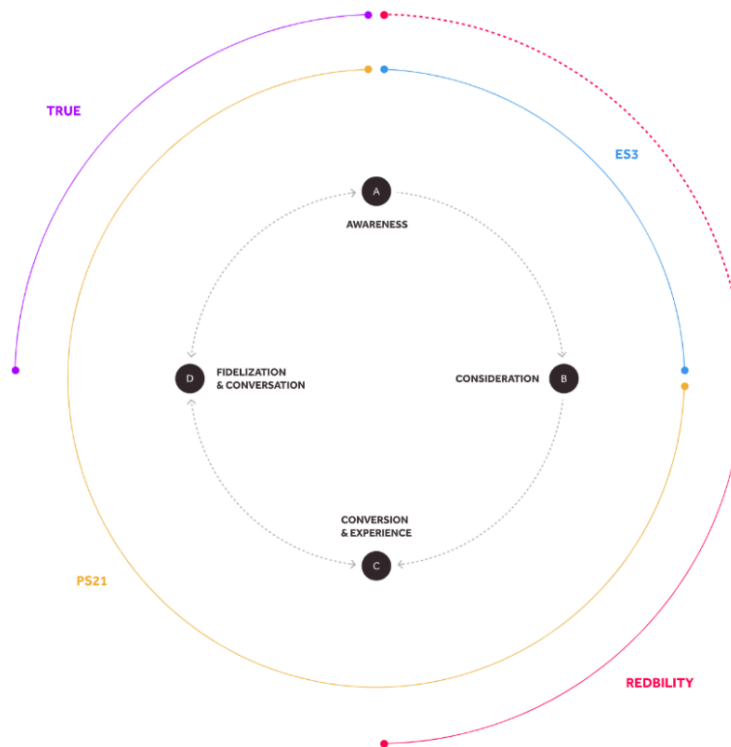 TRUE
ES3
A
AWARENESS
D
FIDELIZATION
& CONVERSATION
CONSIDERATION
B
CONVERSION
& EXPERIENCE
C
PS21
REDBILITY